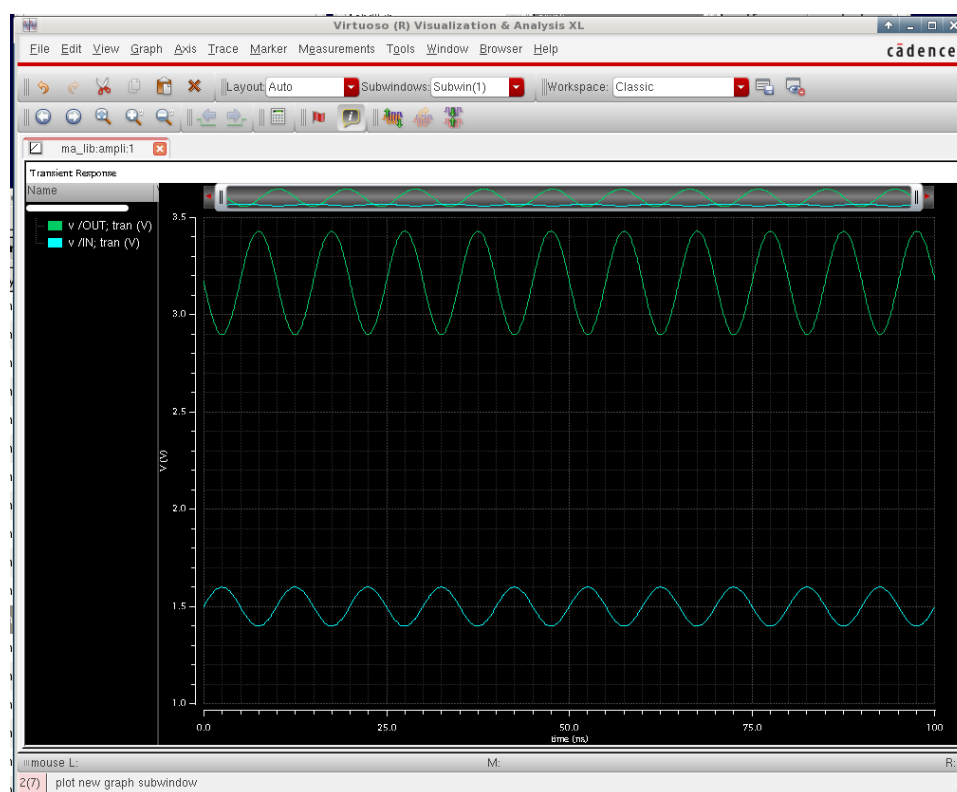 Virtuoso (R) Visualization & Analysis XL
File Edit View Graph Axis Trace Marker Measurements Tools Window Browser Help
cādence
Layout: Auto Subwindows: Subwin(1) Workspace: Classic
ma_lib:ampli:1
Transient Response
Name
v /OUT; tran (V)
v /IN; tran (V)
3.5
3.0
2.5
V (V)
2.0
1.5
1.0
0.0 25.0 50.0 75.0 100
time (ns)
mouse L: M: R:
2(7) plot new graph subwindow